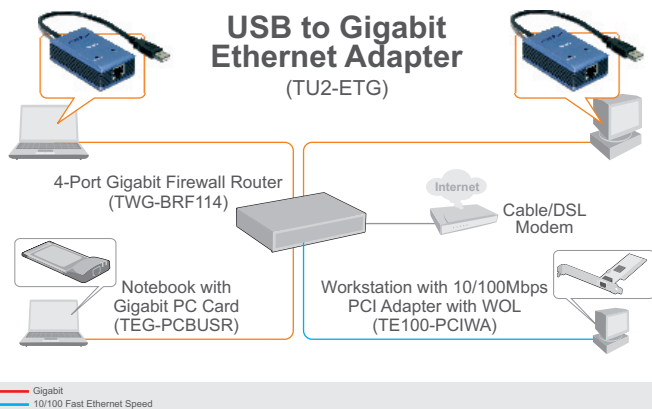 USB to Gigabit
Ethernet Adapter
(TU2-ETG)
4-Port Gigabit Firewall Router
(TWG-BRF114)
Internet
Cable/DSL
Modem
Notebook with
Gigabit PC Card
(TEG-PCBUSR)
Workstation with 10/100Mbps
PCI Adapter with WOL
(TE100-PCIWA)
Gigabit
10/100 Fast Ethernet Speed